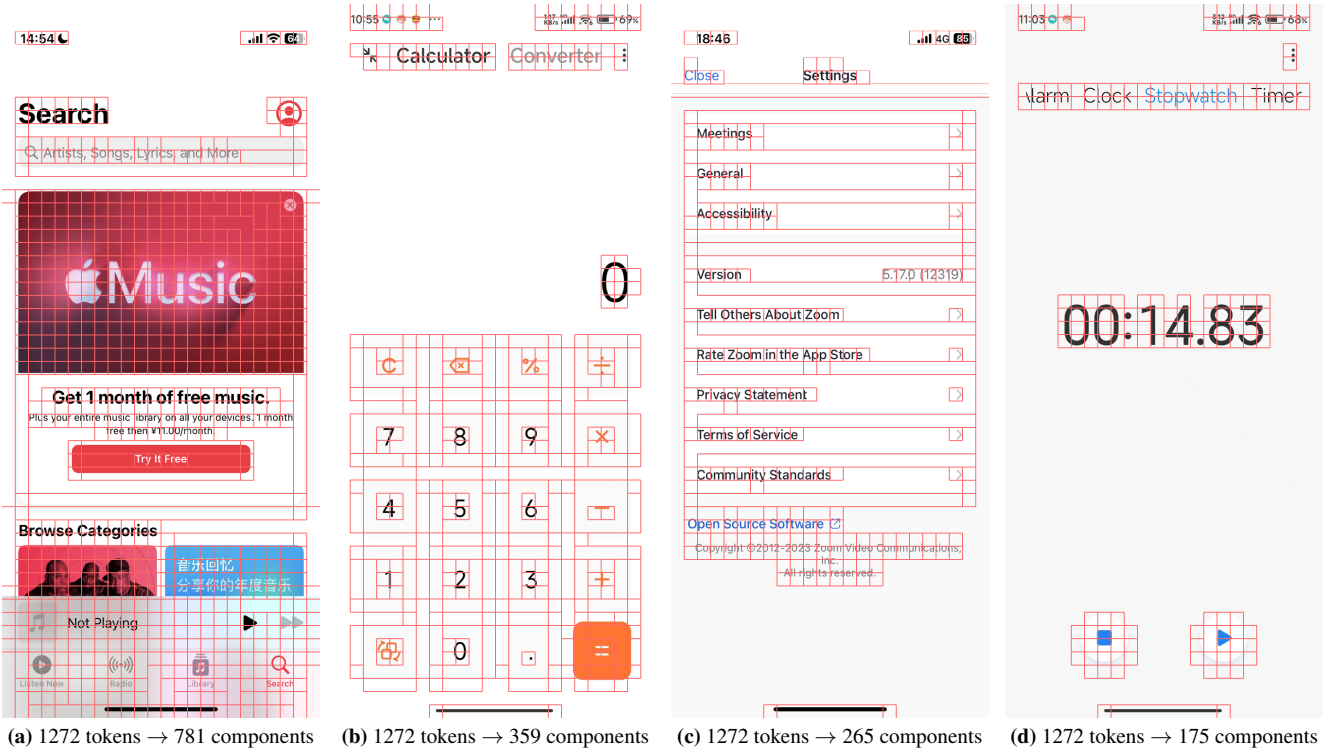 14:54
64
Search
Artists, Songs, Lyrics, and More
Music
Get 1 month of free music.
Plus your entire music library on all your devices. 1 month
free then ¥11.00/month.
Try It Free
Browse Categories
音乐回忆
分享你的年度音乐
Not Playing
Listen Now
Radio
Library
Search
(a) 1272 tokens → 781 components
10:55
KB/s
69%
Calculator
Converter
0
C
%
÷
7
8
9
×
4
5
6
−
1
2
3
+
0
.
=
(b) 1272 tokens → 359 components
18:46
4G
85
Close
Settings
Meetings
General
Accessibility
Version
5.17.0 (12319)
Tell Others About Zoom
Rate Zoom in the App Store
Privacy Statement
Terms of Service
Community Standards
Open Source Software
Copyright ©2012-2023 Zoom Video Communications,
Inc.
All rights reserved.
(c) 1272 tokens → 265 components
11:03
KB/s
68%
Alarm
Clock
Stopwatch
Timer
00:14.83
(d) 1272 tokens → 175 components